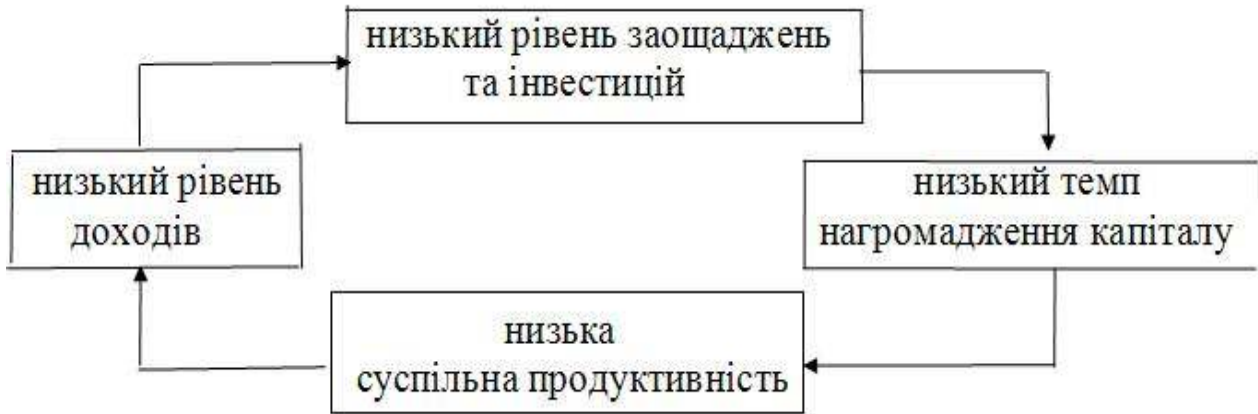 низький рівень заощаджень
та інвестицій
низький рівень
доходів
низький темп
нагромадження капіталу
низька
суспільна продуктивність